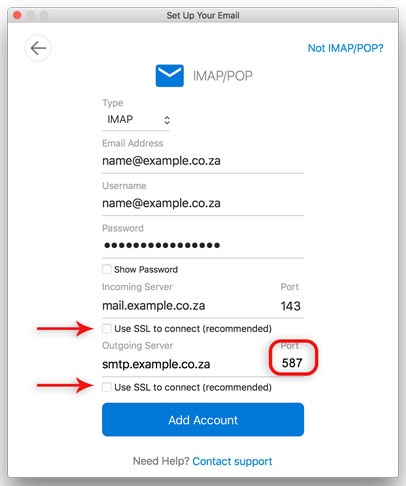 Set Up Your Email
Not IMAP/POP?
IMAP/POP
Type
IMAP
Email Address
name@example.co.za
Username
name@example.co.za
Password
●●●●●●●●●●●●●●●●
Show Password
Incoming Server Port
mail.example.co.za 143
Use SSL to connect (recommended)
Outgoing Server Port
smtp.example.co.za 587
Use SSL to connect (recommended)
Add Account
Need Help? Contact support